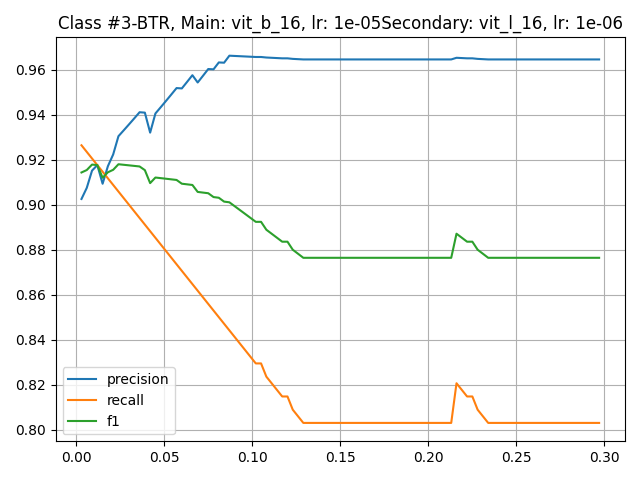 Class #3-BTR, Main: vit_b_16, lr: 1e-05Secondary: vit_l_16, lr: 1e-06
0.96
0.94
0.92
0.90
0.88
0.86
0.84
0.82
0.80
precision
recall
f1
0.00 0.05 0.10 0.15 0.20 0.25 0.30